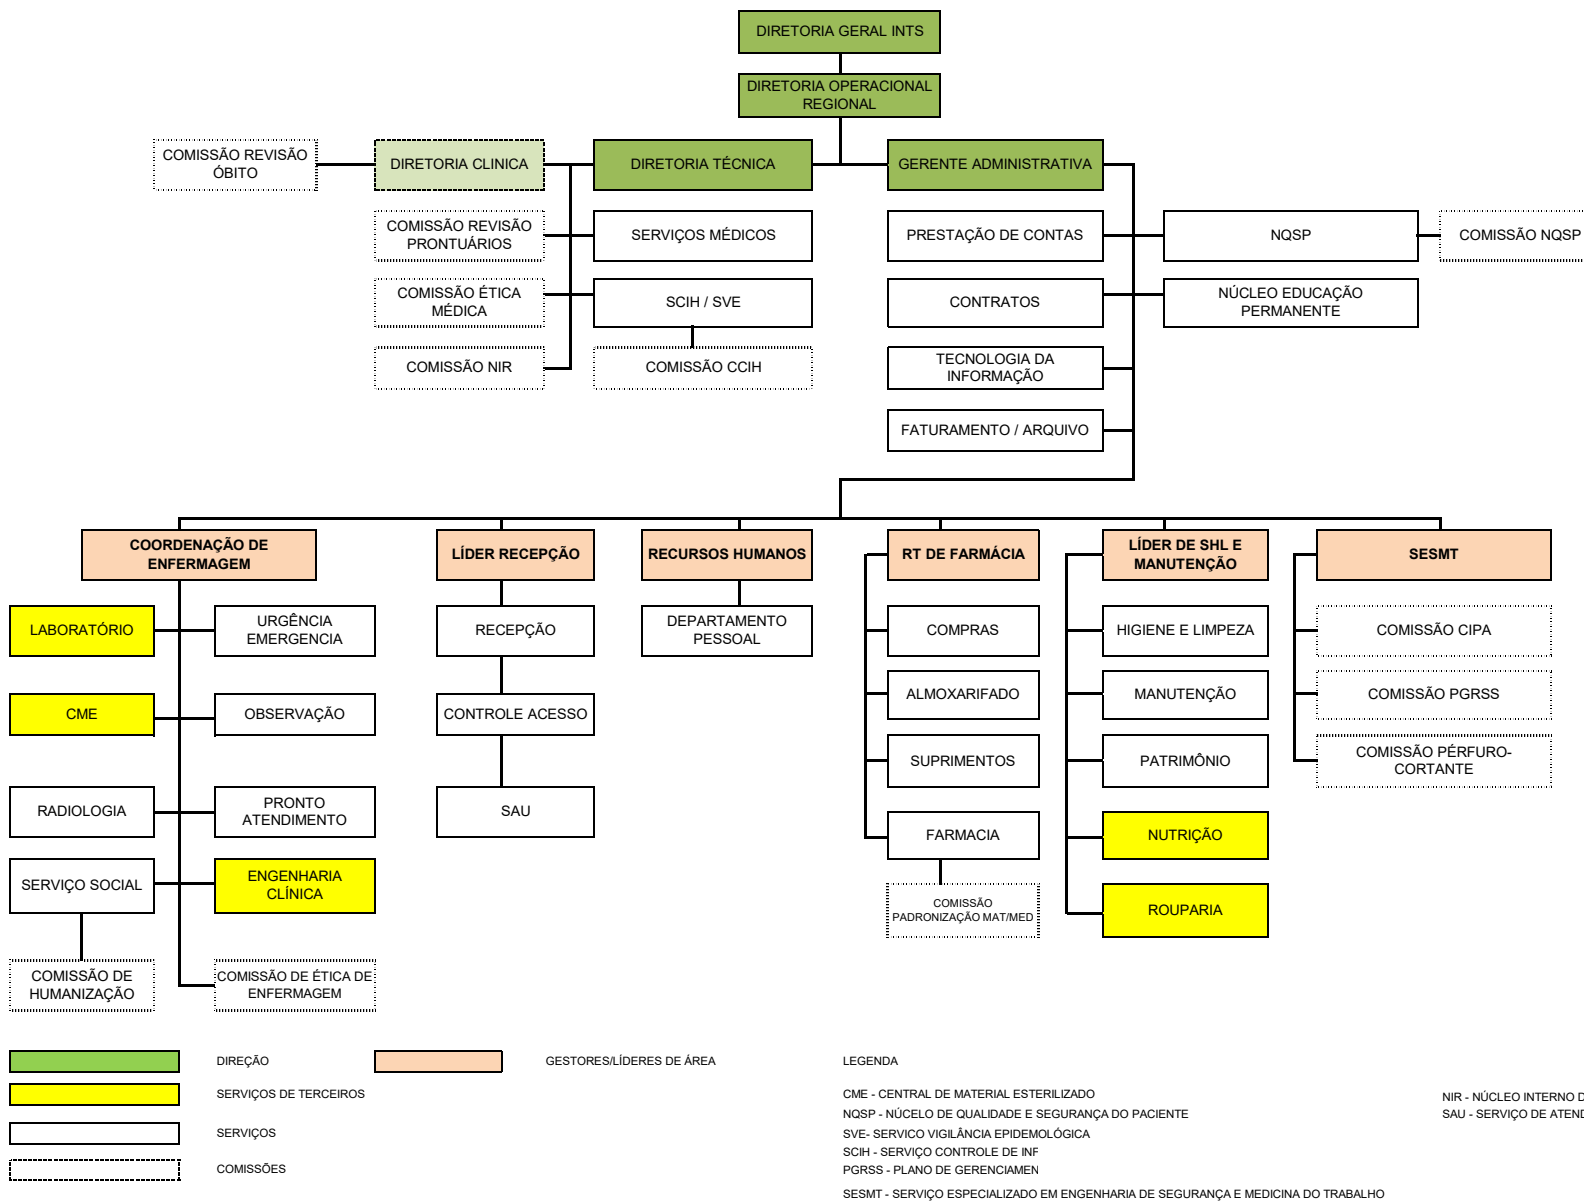 DIRETORIA GERAL INTS
DIRETORIA OPERACIONAL
REGIONAL
COMISSÃO REVISÃO
ÓBITO
DIRETORIA CLINICA
DIRETORIA TÉCNICA
GERENTE ADMINISTRATIVA
COMISSÃO REVISÃO
PRONTUÁRIOS
SERVIÇOS MÉDICOS
PRESTAÇÃO DE CONTAS
NQSP
COMISSÃO NQSP
COMISSÃO ÉTICA
MÉDICA
SCIH / SVE
CONTRATOS
NÚCLEO EDUCAÇÃO
PERMANENTE
COMISSÃO NIR
COMISSÃO CCIH
TECNOLOGIA DA
INFORMAÇÃO
FATURAMENTO / ARQUIVO
COORDENAÇÃO DE
ENFERMAGEM
LÍDER RECEPÇÃO
RECURSOS HUMANOS
RT DE FARMÁCIA
LÍDER DE SHL E
MANUTENÇÃO
SESMT
LABORATÓRIO
URGÊNCIA
EMERGENCIA
RECEPÇÃO
DEPARTAMENTO
PESSOAL
COMPRAS
HIGIENE E LIMPEZA
COMISSÃO CIPA
CME
OBSERVAÇÃO
CONTROLE ACESSO
ALMOXARIFADO
MANUTENÇÃO
COMISSÃO PGRSS
SUPRIMENTOS
PATRIMÔNIO
COMISSÃO PÉRFURO-
CORTANTE
RADIOLOGIA
PRONTO
ATENDIMENTO
SAU
FARMACIA
NUTRIÇÃO
SERVIÇO SOCIAL
ENGENHARIA
CLÍNICA
COMISSÃO
PADRONIZAÇÃO MAT/MED
ROUPARIA
COMISSÃO DE
HUMANIZAÇÃO
COMISSÃO DE ÉTICA DE
ENFERMAGEM
DIREÇÃO
GESTORES/LÍDERES DE ÁREA
LEGENDA
SERVIÇOS DE TERCEIROS
CME - CENTRAL DE MATERIAL ESTERILIZADO
NIR - NÚCLEO INTERNO D
NQSP - NÚCELO DE QUALIDADE E SEGURANÇA DO PACIENTE
SAU - SERVIÇO DE ATEND
SERVIÇOS
SVE- SERVICO VIGILÂNCIA EPIDEMOLÓGICA
SCIH - SERVIÇO CONTROLE DE INF
COMISSÕES
PGRSS - PLANO DE GERENCIAMEN
SESMT - SERVIÇO ESPECIALIZADO EM ENGENHARIA DE SEGURANÇA E MEDICINA DO TRABALHO